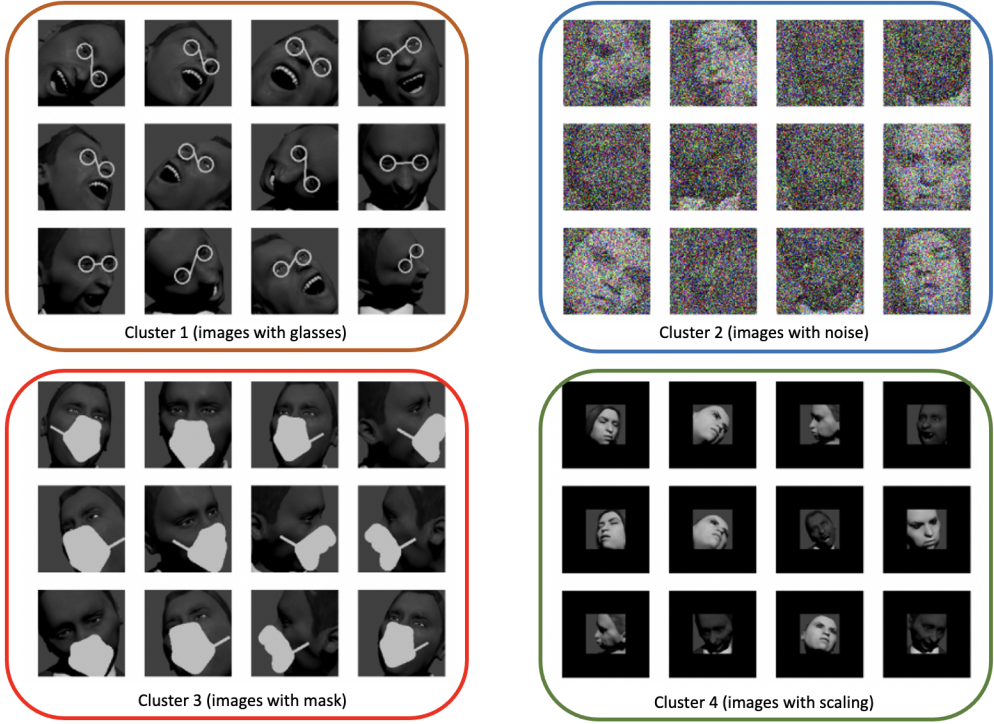 Cluster 1 (images with glasses)
Cluster 2 (images with noise)
Cluster 3 (images with mask)
Cluster 4 (images with scaling)